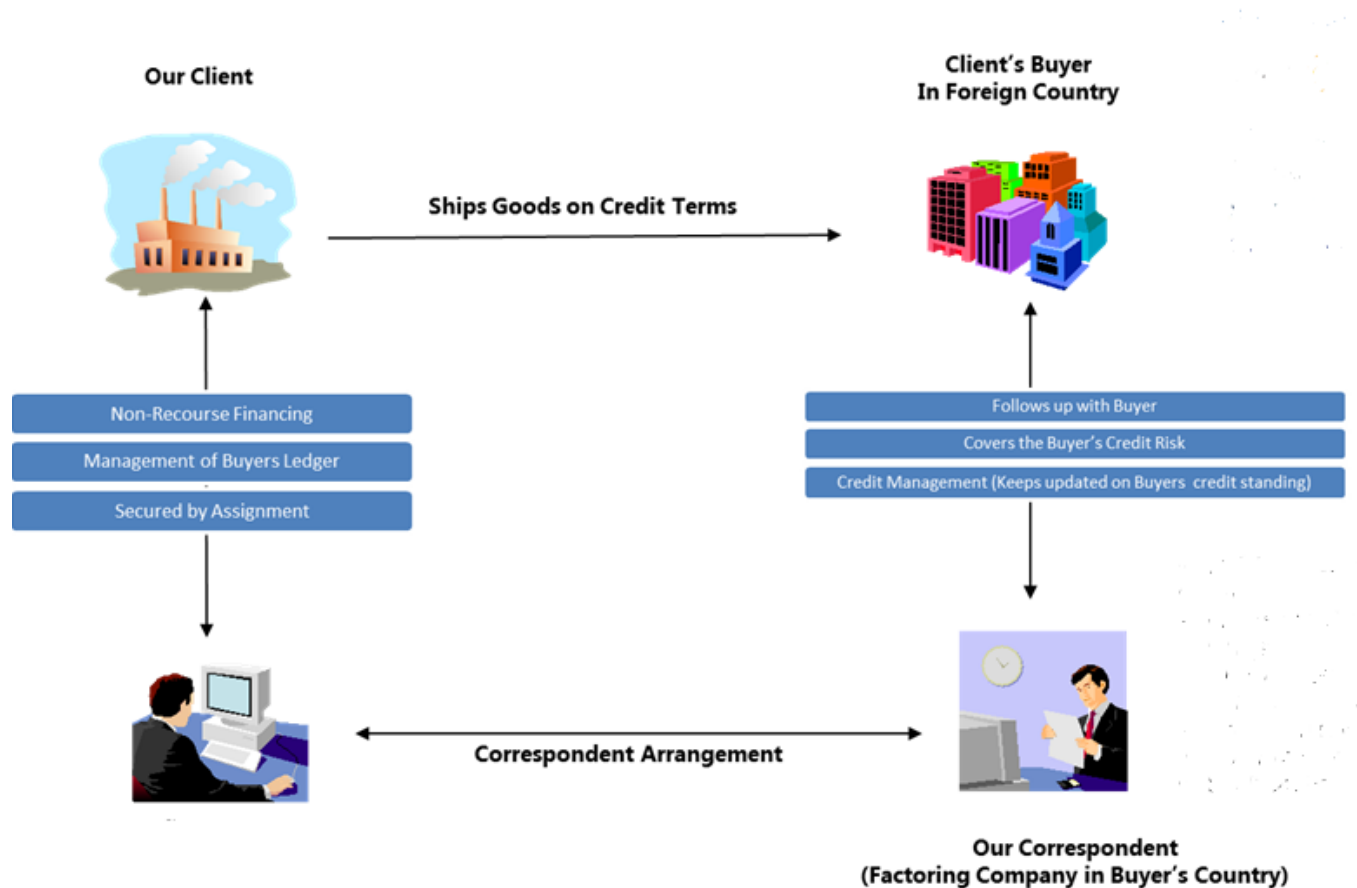 Our Client
Client's Buyer
In Foreign Country
Ships Goods on Credit Terms
Non-Recourse Financing
Management of Buyers Ledger
Secured by Assignment
Follows up with Buyer
Covers the Buyer's Credit Risk
Credit Management (Keeps updated on Buyers credit standing)
Correspondent Arrangement
Our Correspondent
(Factoring Company in Buyer's Country)